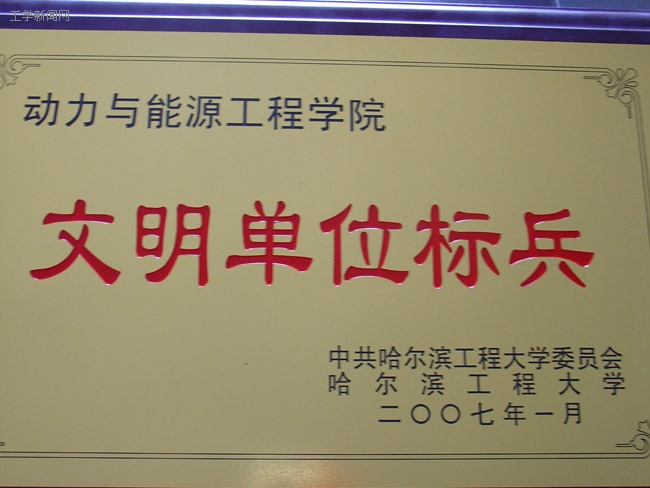 工学新闻网
动力与能源工程学院
文明单位标兵
中共哈尔滨工程大学委员会
哈尔滨工程大学
二〇〇七年一月